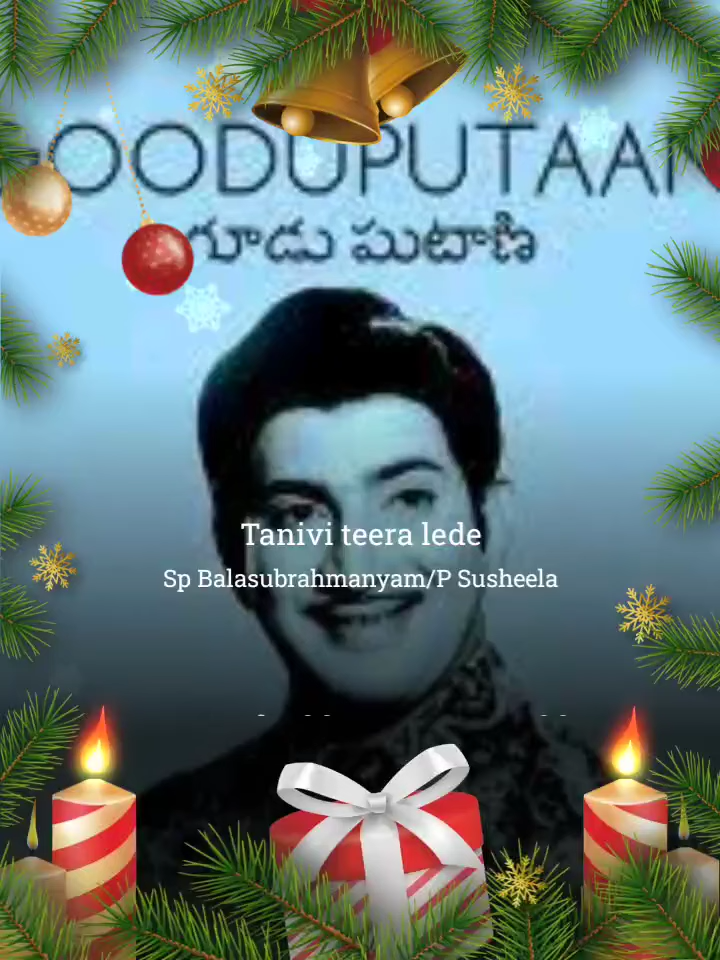 OODUPUTAA
గూడు ఘుటాణి
Tanivi teera lede
Sp Balasubrahmanyam/P Susheela